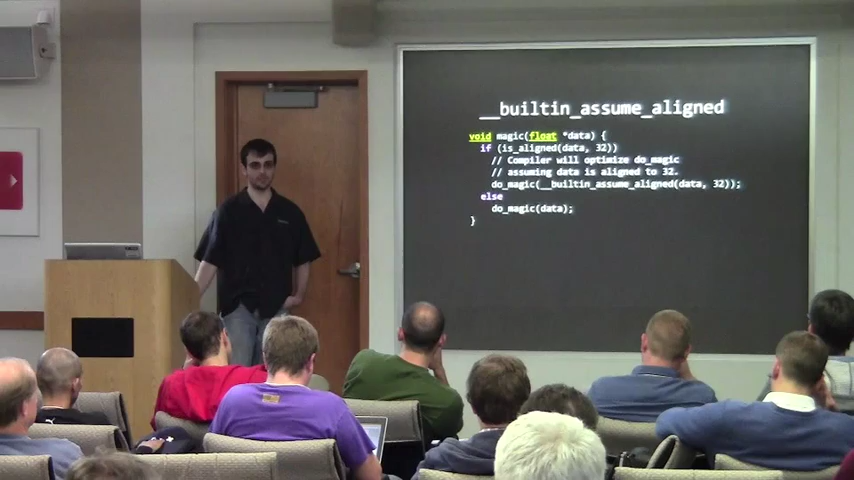 __builtin_assume_aligned
void magic(float *data) {
if (is_aligned(data, 32))
// Compiler will optimize do_magic
// assuming data is aligned to 32.
do_magic(__builtin_assume_aligned(data, 32));
else
do_magic(data);
}